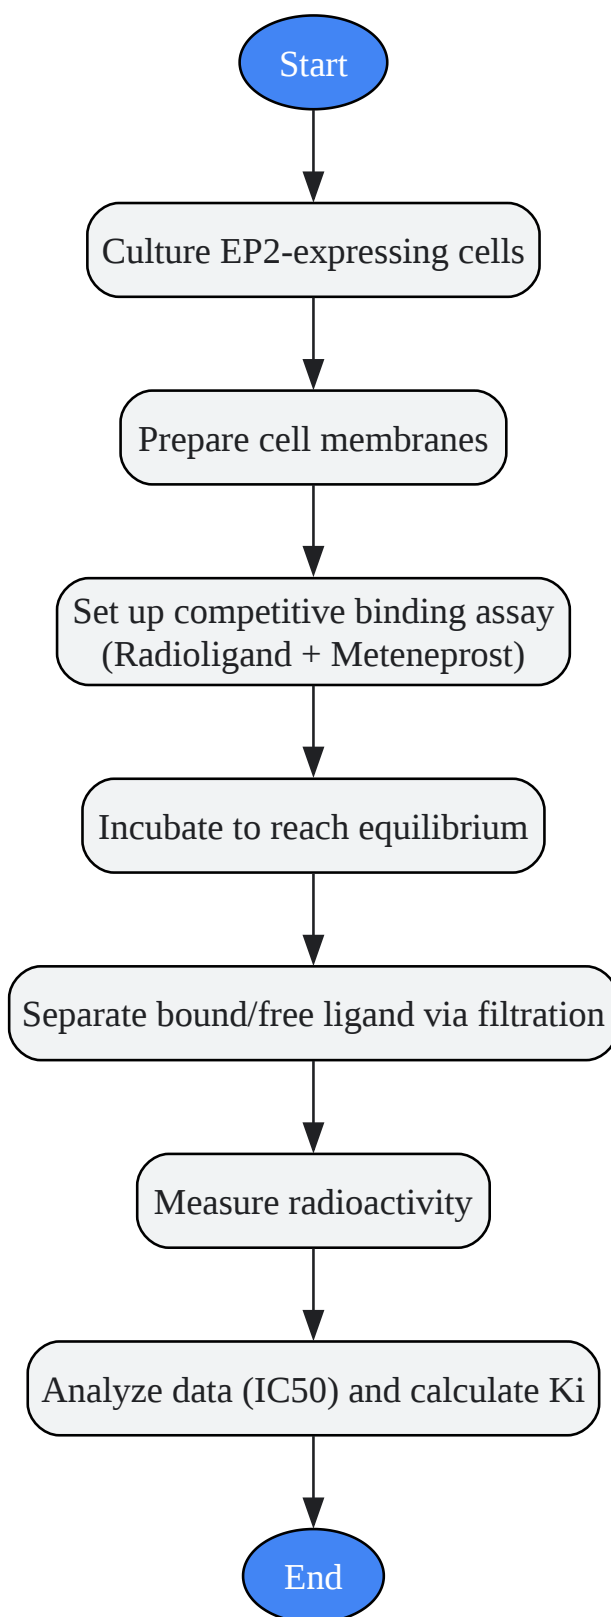 Start
Culture EP2-expressing cells
Prepare cell membranes
Set up competitive binding assay
(Radioligand + Meteneprost)
Incubate to reach equilibrium
Separate bound/free ligand via filtration
Measure radioactivity
Analyze data (IC50) and calculate Ki
End